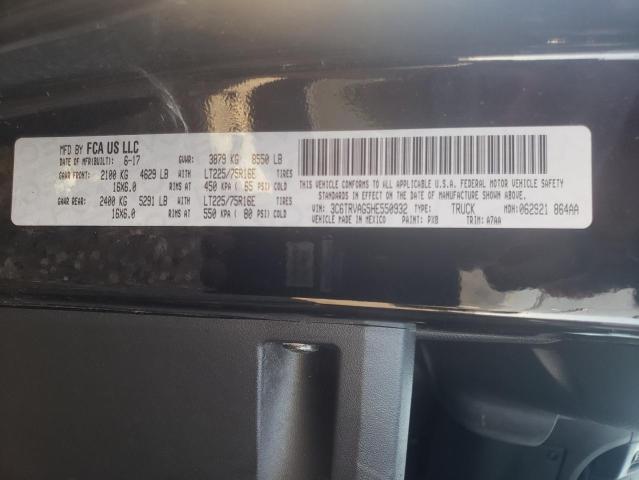 MFD BY FCA US LLC
DATE OF MFR(BUILT): 6-17 GVWR: 3879 KG 8550 LB
GAWR FRONT: 2100 KG 4629 LB WITH LT225/75R16E TIRES
16X6.0 RIMS AT 450 KPA ( 65 PSI) COLD
GAWR REAR: 2400 KG 5291 LB WITH LT225/75R16E TIRES
16X6.0 RIMS AT 550 KPA ( 80 PSI) COLD
THIS VEHICLE CONFORMS TO ALL APPLICABLE U.S.A. FEDERAL MOTOR VEHICLE SAFETY
STANDARDS IN EFFECT ON THE DATE OF MANUFACTURE SHOWN ABOVE.
VIN: 3C6TRVAG5HE550932 TYPE: TRUCK MDH: 062921 864AA
VEHICLE MADE IN MEXICO PAINT: PXB TRIM: A7AA